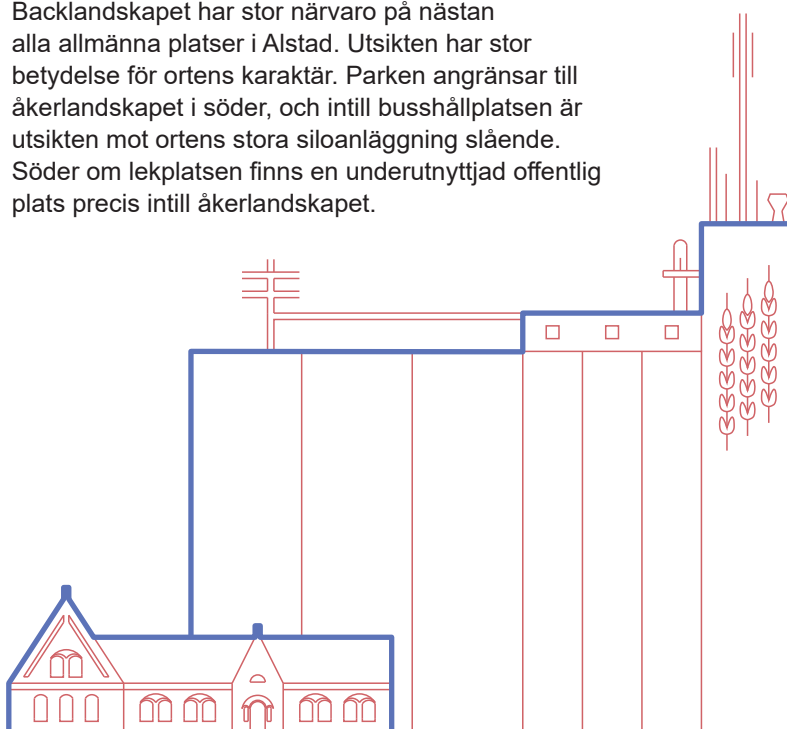 Backlandskapet har stor närvaro på nästan
alla allmänna platser i Alstad. Utsikten har stor
betydelse för ortens karaktär. Parken angränsar till
åkerlandskapet i söder, och intill busshållplatsen är
utsikten mot ortens stora siloanläggning slående.
Söder om lekplatsen finns en underutnyttjad offentlig
plats precis intill åkerlandskapet.